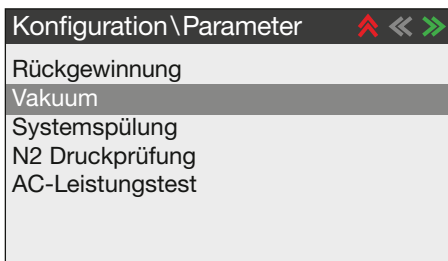 Konfiguration\Parameter
Rückgewinnung
Vakuum
Systemspülung
N2 Druckprüfung
AC-Leistungstest